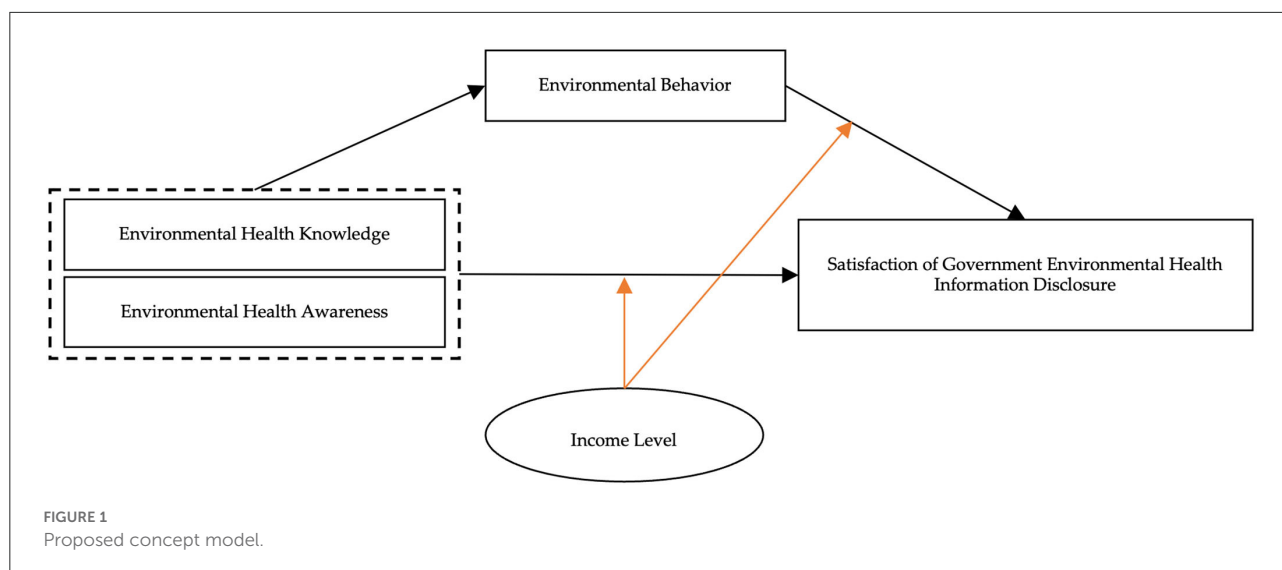 Environmental Behavior
Environmental Health Knowledge
Environmental Health Awareness
Satisfaction of Government Environmental Health
Information Disclosure
Income Level
FIGURE 1
Proposed concept model.